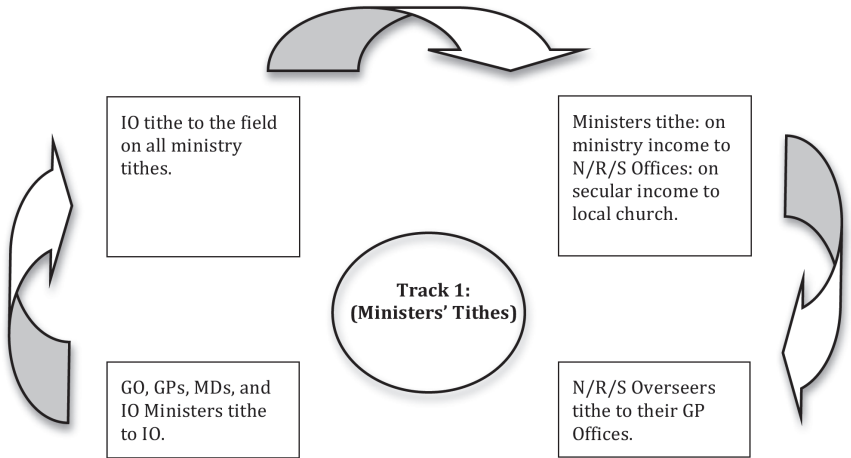 IO tithe to the field
on all ministry
tithes.
Ministers tithe: on
ministry income to
N/R/S Offices: on
secular income to
local church.
Track 1:
(Ministers’ Tithes)
GO, GPs, MDs, and
IO Ministers tithe
to IO.
N/R/S Overseers
tithe to their GP
Offices.